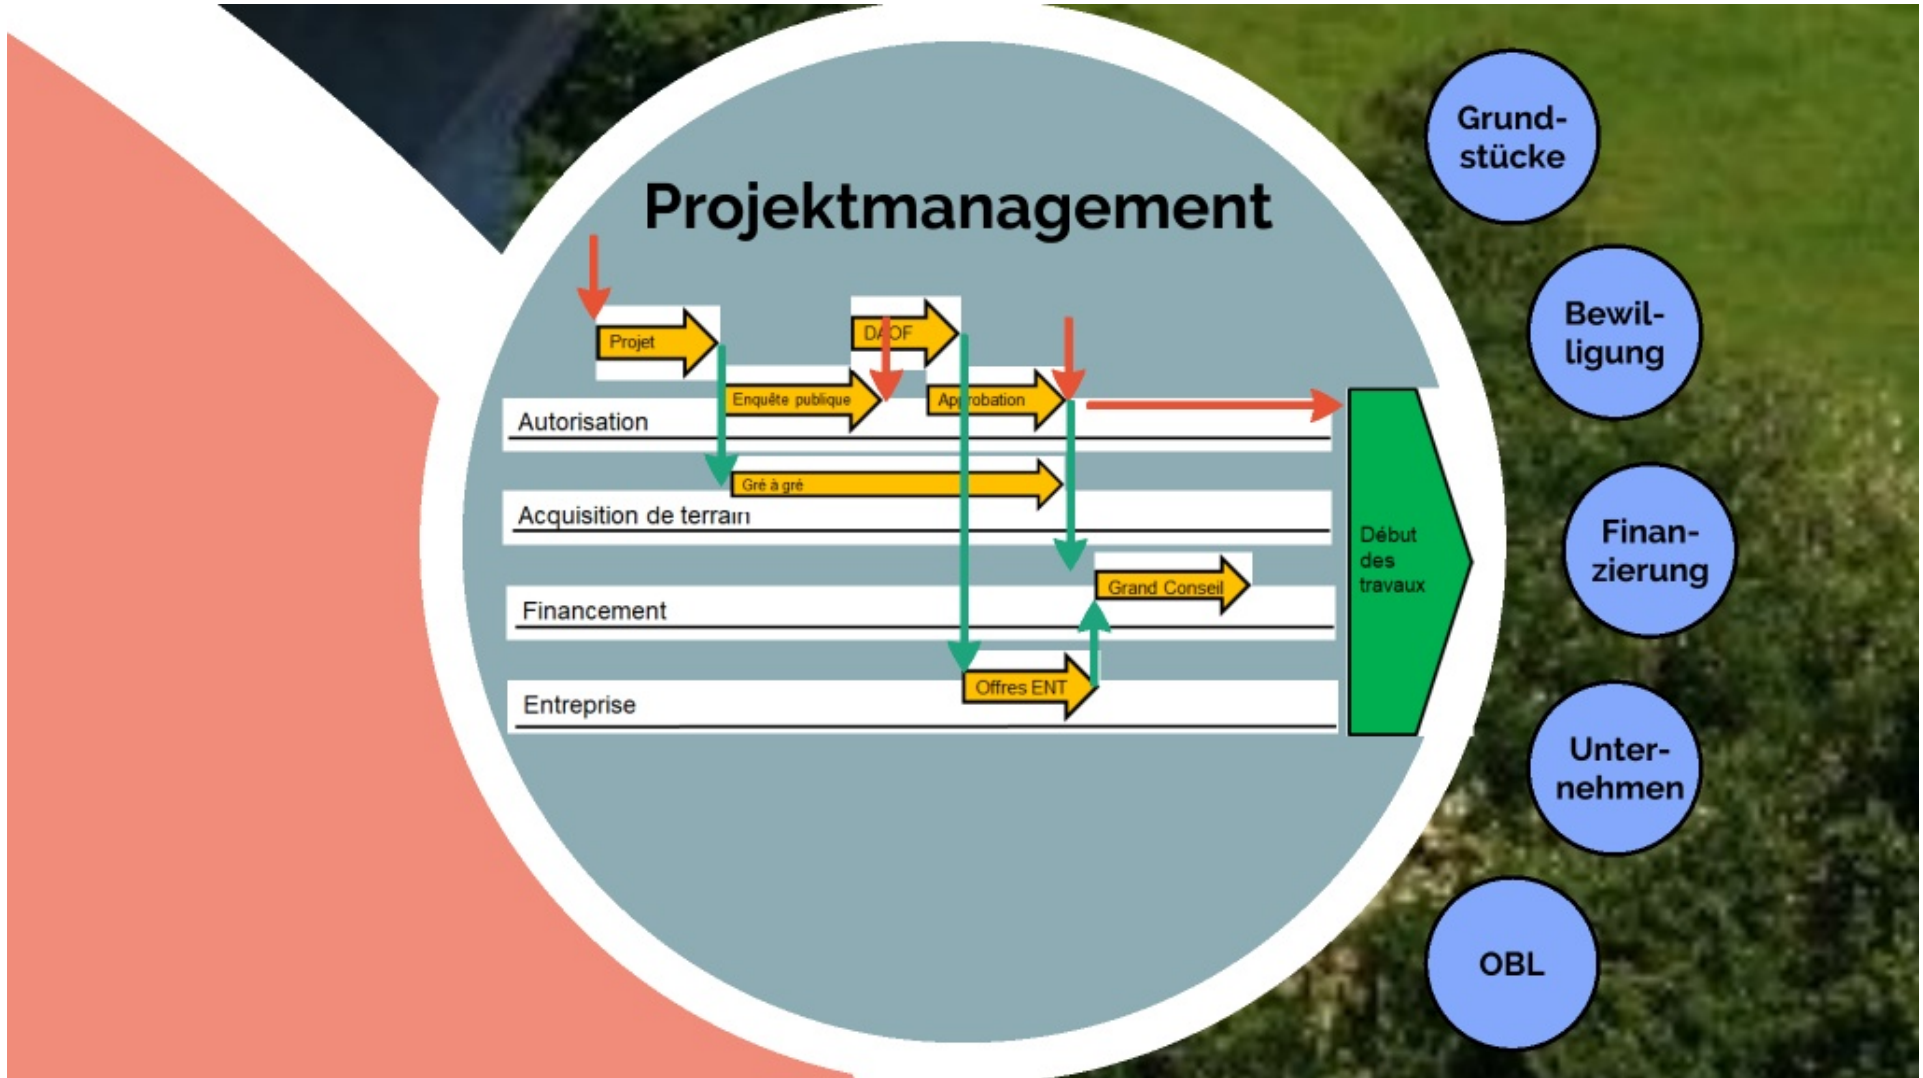 Projektmanagement
Projet
DAOF
Enquête publique
Approbation
Autorisation
Gré à gré
Acquisition de terrain
Grand Conseil
Financement
Offres ENT
Entreprise
Début
des
travaux
Grund-
stücke
Bewil-
ligung
Finan-
zierung
Unter-
nehmen
OBL